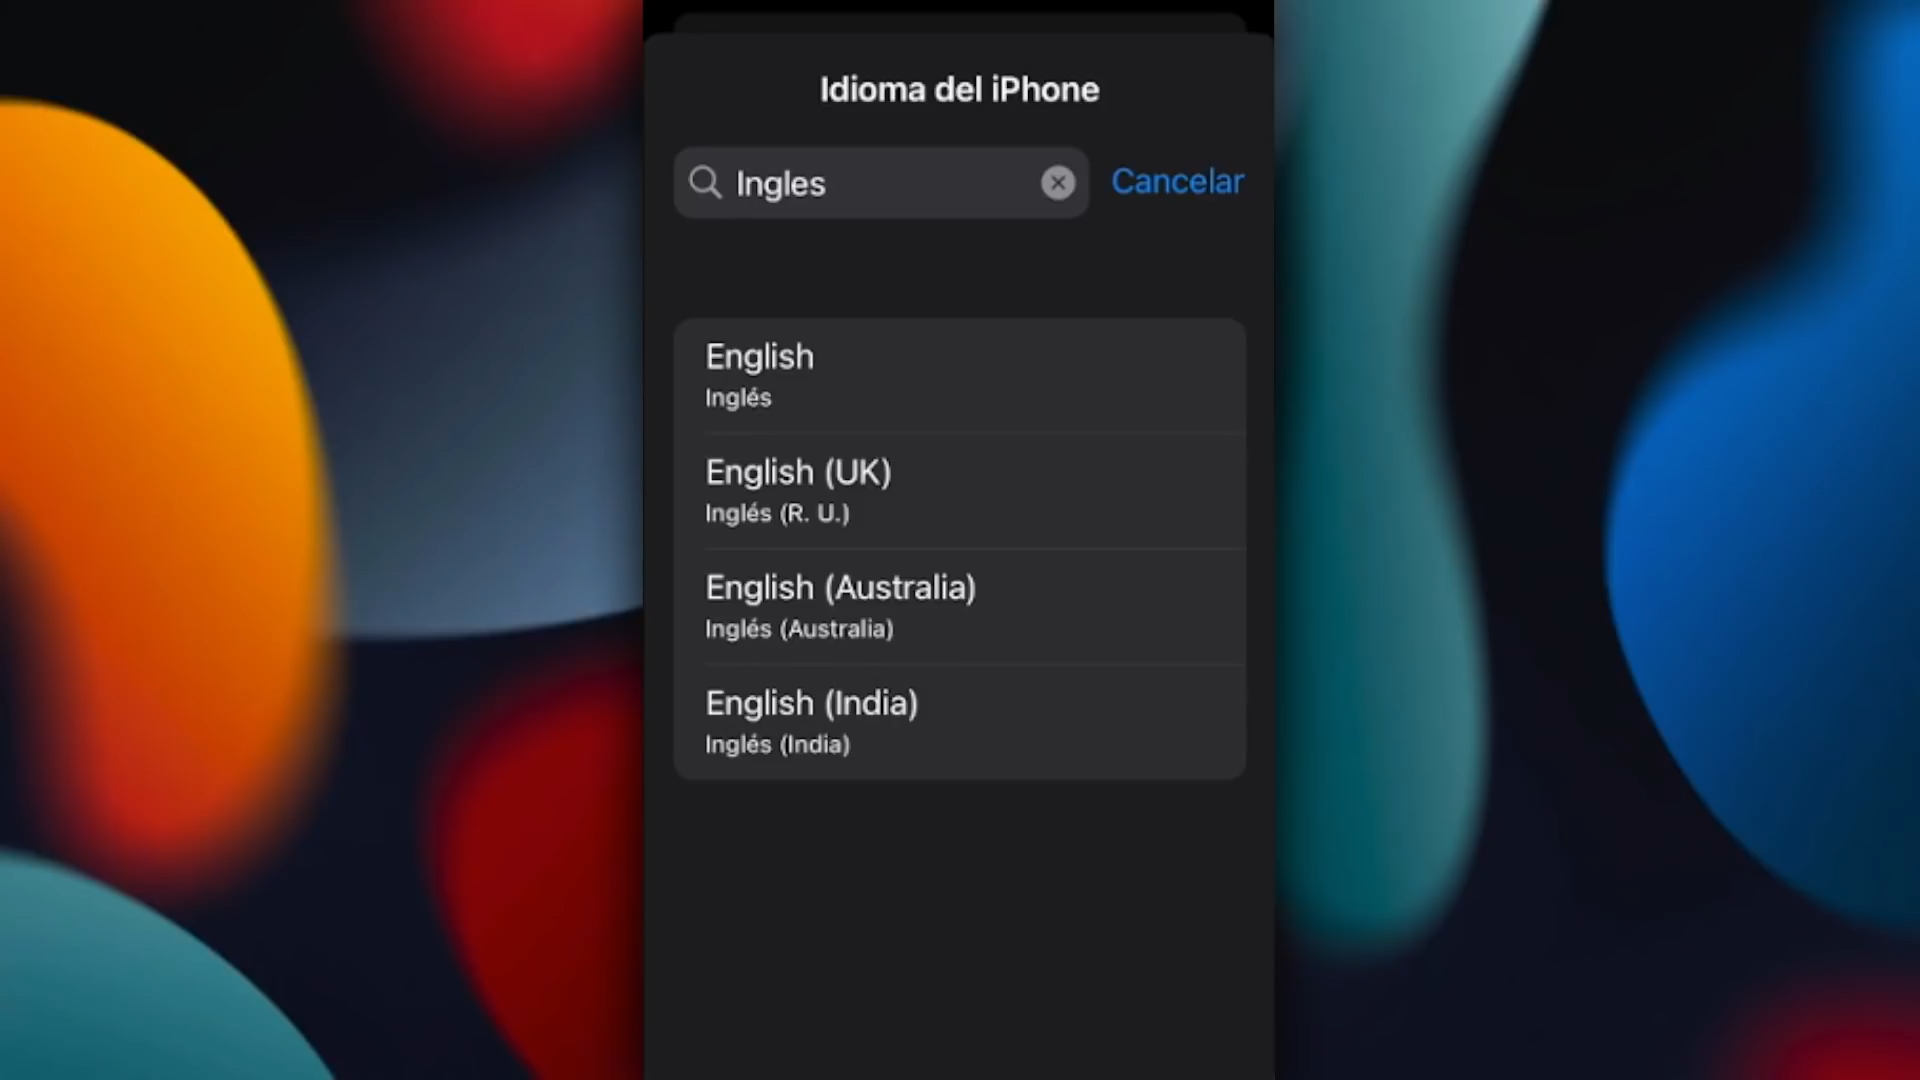 Idioma del iPhone
Ingles
Cancelar
English
Inglés
English (UK)
Inglés (R. U.)
English (Australia)
Inglés (Australia)
English (India)
Inglés (India)